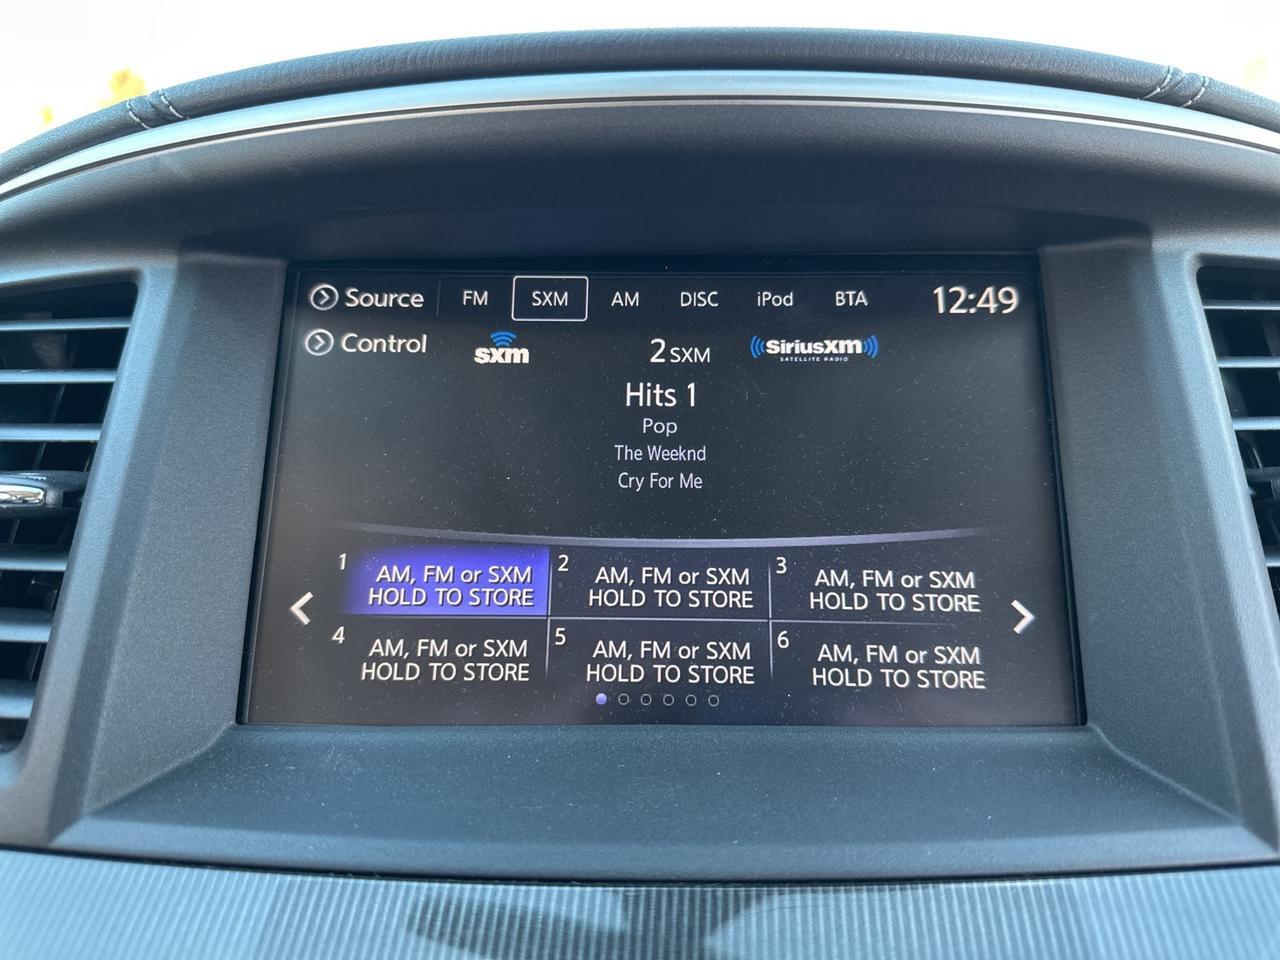 Source FM SXM AM DISC iPod BTA 12:49
Control sxm 2 SXM ((SiriusXM))
SATELLITE RADIO
Hits 1
Pop
The Weeknd
Cry For Me
1 AM, FM or SXM
HOLD TO STORE
2 AM, FM or SXM
HOLD TO STORE
3 AM, FM or SXM
HOLD TO STORE
4 AM, FM or SXM
HOLD TO STORE
5 AM, FM or SXM
HOLD TO STORE
6 AM, FM or SXM
HOLD TO STORE